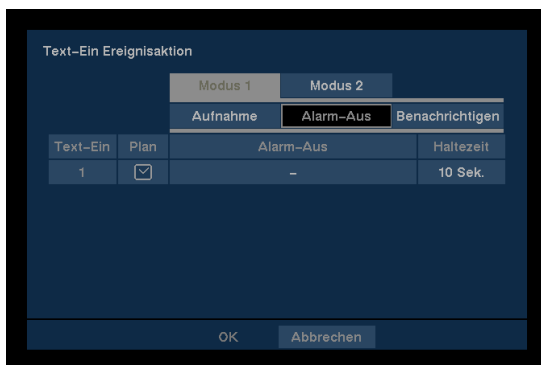 Text–Ein Ereignisaktion
Modus 1 Modus 2
Aufnahme Alarm–Aus Benachrichtigen
Text–Ein Plan Alarm–Aus Haltezeit
1 – 10 Sek.
OK Abbrechen